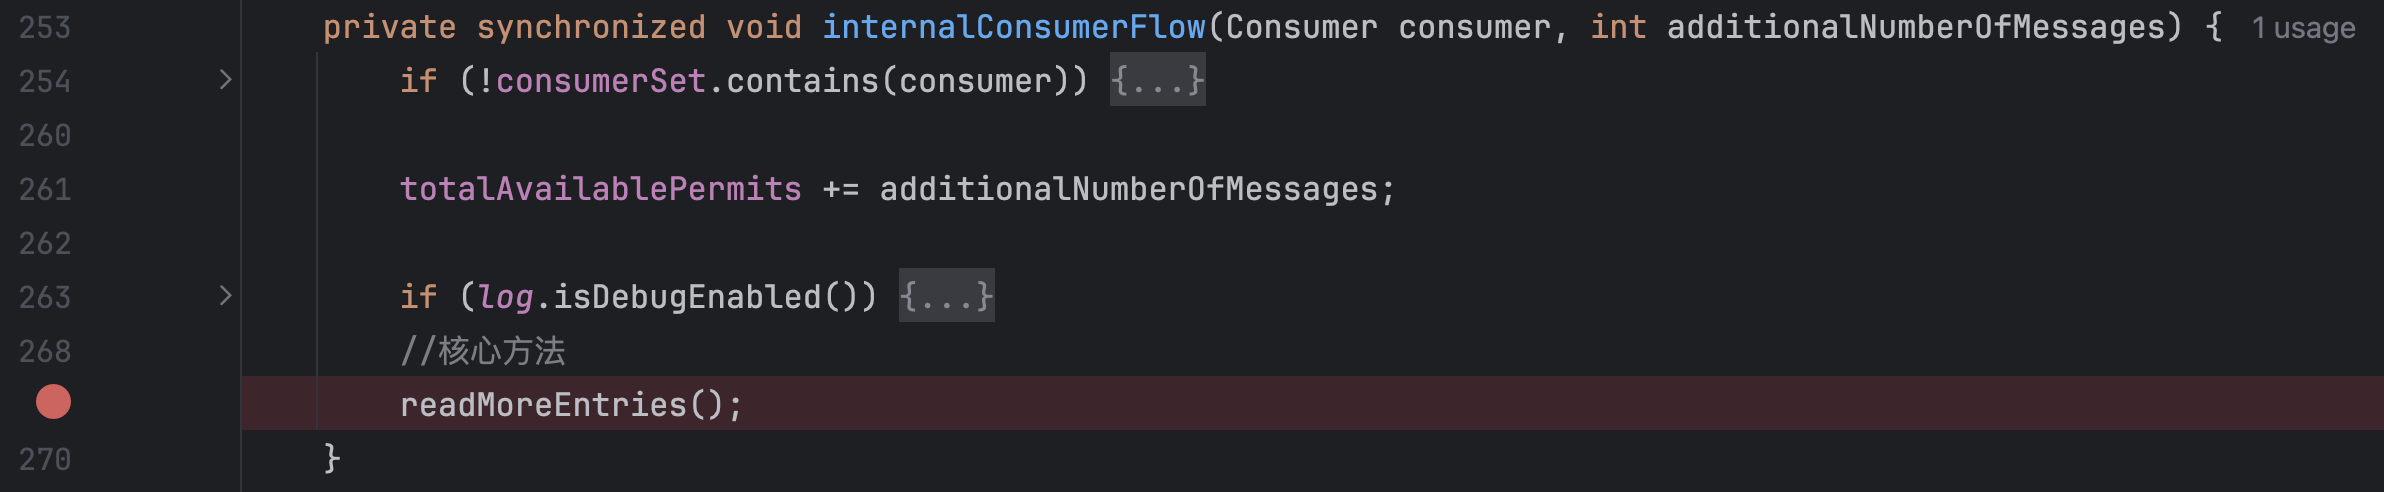 253 private synchronized void internalConsumerFlow(Consumer consumer, int additionalNumberOfMessages) { 1 usage
254 if (!consumerSet.contains(consumer)) {...}
260
261 totalAvailablePermits += additionalNumberOfMessages;
262
263 if (log.isDebugEnabled()) {...}
268 //核心方法
readMoreEntries();
270 }